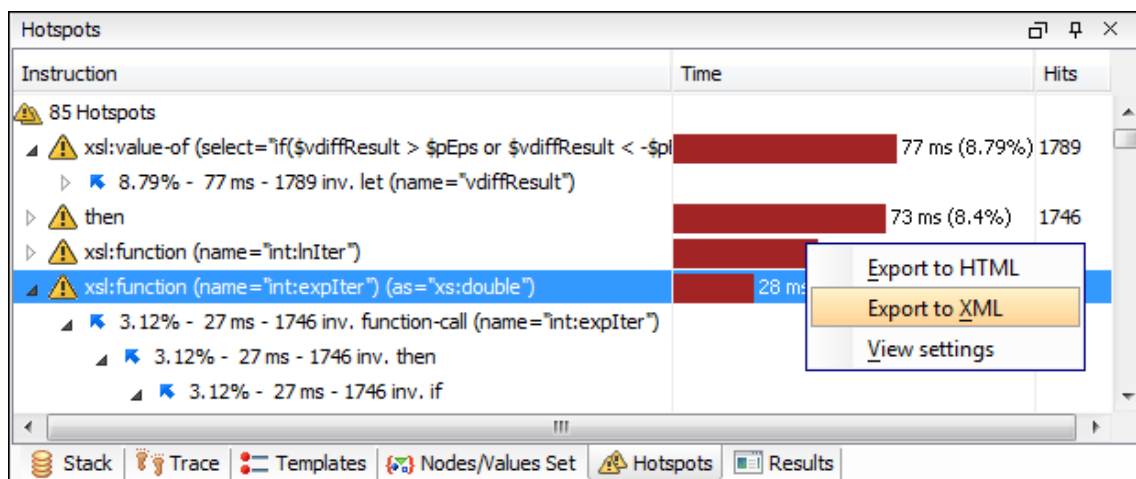 Hotspots
Instruction Time Hits
85 Hotspots
xsl:value-of (select="if($vdiffResult > $pEps or $vdiffResult < -$pl 77 ms (8.79%) 1789
8.79% - 77 ms - 1789 inv. let (name="vdiffResult")
then 73 ms (8.4%) 1746
xsl:function (name="int:lnIter")
xsl:function (name="int:expIter") (as="xs:double") 28 ms
3.12% - 27 ms - 1746 inv. function-call (name="int:expIter")
3.12% - 27 ms - 1746 inv. then
3.12% - 27 ms - 1746 inv. if
Export to HTML
Export to XML
View settings
Stack Trace Templates Nodes/Values Set Hotspots Results